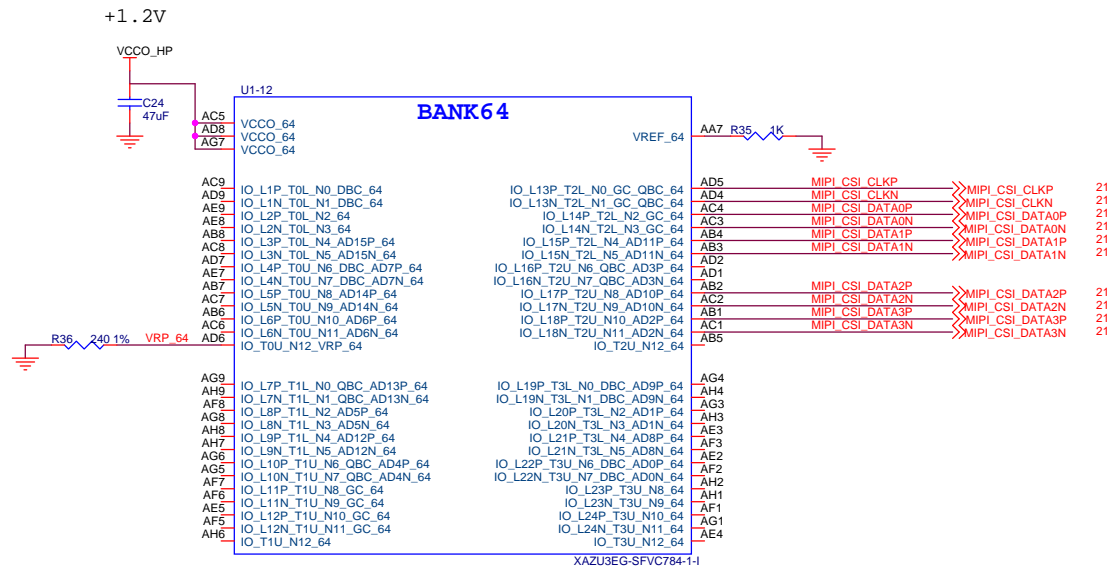 +1.2V
VCCO_HP
C24
47uF
U1-12
BANK64
AC5 VCCO_64
AD8 VCCO_64
AG7 VCCO_64
VREF_64 AA7 R35 1K
AC9 IO_L1P_T0L_N0_DBC_64
AD9 IO_L1N_T0L_N1_DBC_64
AE9 IO_L2P_T0L_N2_64
AE8 IO_L2N_T0L_N3_64
AB8 IO_L3P_T0L_N4_AD15P_64
AC8 IO_L3N_T0L_N5_AD15N_64
AD7 IO_L4P_T0U_N6_DBC_AD7P_64
AE7 IO_L4N_T0U_N7_DBC_AD7N_64
AB7 IO_L5P_T0U_N8_AD14P_64
AC7 IO_L5N_T0U_N9_AD14N_64
AB6 IO_L6P_T0U_N10_AD6P_64
AC6 IO_L6N_T0U_N11_AD6N_64
R36 240 1% VRP_64 AD6 IO_T0U_N12_VRP_64
IO_L13P_T2L_N0_GC_QBC_64 AD5 MIPI_CSI_CLKP MIPI_CSI_CLKP 21
IO_L13N_T2L_N1_GC_QBC_64 AD4 MIPI_CSI_CLKN MIPI_CSI_CLKN 21
IO_L14P_T2L_N2_GC_64 AC4 MIPI_CSI_DATA0P MIPI_CSI_DATA0P 21
IO_L14N_T2L_N3_GC_64 AC3 MIPI_CSI_DATA0N MIPI_CSI_DATA0N 21
IO_L15P_T2L_N4_AD11P_64 AB4 MIPI_CSI_DATA1P MIPI_CSI_DATA1P 21
IO_L15N_T2L_N5_AD11N_64 AB3 MIPI_CSI_DATA1N MIPI_CSI_DATA1N 21
IO_L16P_T2U_N6_QBC_AD3P_64 AD2
IO_L16N_T2U_N7_QBC_AD3N_64 AD1
IO_L17P_T2U_N8_AD10P_64 AB2 MIPI_CSI_DATA2P MIPI_CSI_DATA2P 21
IO_L17N_T2U_N9_AD10N_64 AC2 MIPI_CSI_DATA2N MIPI_CSI_DATA2N 21
IO_L18P_T2U_N10_AD2P_64 AB1 MIPI_CSI_DATA3P MIPI_CSI_DATA3P 21
IO_L18N_T2U_N11_AD2N_64 AC1 MIPI_CSI_DATA3N MIPI_CSI_DATA3N 21
IO_T2U_N12_64 AB5
AG9 IO_L7P_T1L_N0_QBC_AD13P_64
AH9 IO_L7N_T1L_N1_QBC_AD13N_64
AF8 IO_L8P_T1L_N2_AD5P_64
AG8 IO_L8N_T1L_N3_AD5N_64
AH8 IO_L9P_T1L_N4_AD12P_64
AH7 IO_L9N_T1L_N5_AD12N_64
AG6 IO_L10P_T1U_N6_QBC_AD4P_64
AG5 IO_L10N_T1U_N7_QBC_AD4N_64
AF7 IO_L11P_T1U_N8_GC_64
AF6 IO_L11N_T1U_N9_GC_64
AE5 IO_L12P_T1U_N10_GC_64
AF5 IO_L12N_T1U_N11_GC_64
AH6 IO_T1U_N12_64
IO_L19P_T3L_N0_DBC_AD9P_64 AG4
IO_L19N_T3L_N1_DBC_AD9N_64 AH4
IO_L20P_T3L_N2_AD1P_64 AG3
IO_L20N_T3L_N3_AD1N_64 AH3
IO_L21P_T3L_N4_AD8P_64 AE3
IO_L21N_T3L_N5_AD8N_64 AF3
IO_L22P_T3U_N6_DBC_AD0P_64 AE2
IO_L22N_T3U_N7_DBC_AD0N_64 AF2
IO_L23P_T3U_N8_64 AH2
IO_L23N_T3U_N9_64 AH1
IO_L24P_T3U_N10_64 AF1
IO_L24N_T3U_N11_64 AG1
IO_T3U_N12_64 AE4
XAZU3EG-SFVC784-1-I